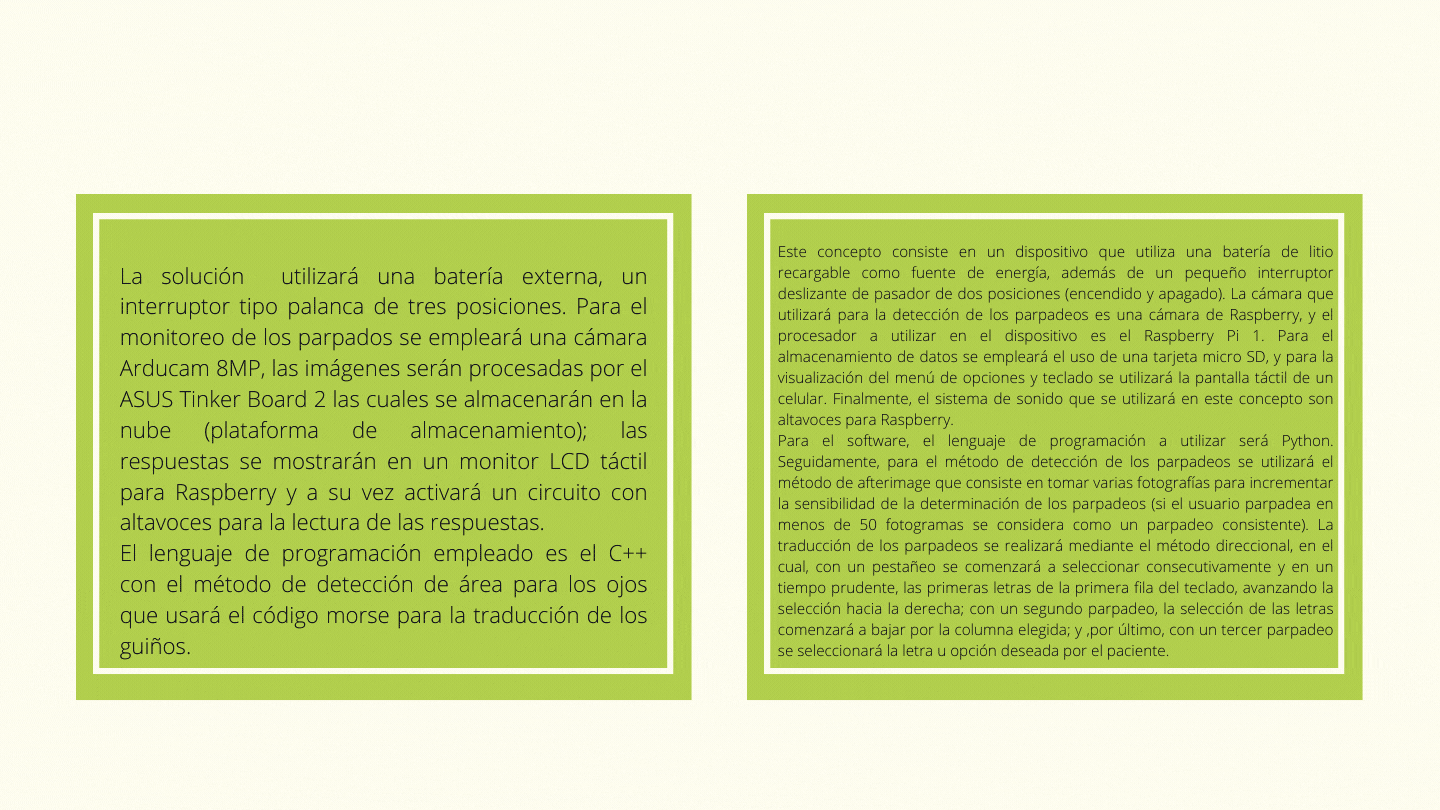 La solución utilizará una batería externa, un
interruptor tipo palanca de tres posiciones. Para el
monitoreo de los parpados se empleará una cámara
Arducam 8MP, las imágenes serán procesadas por el
ASUS Tinker Board 2 las cuales se almacenarán en la
nube (plataforma de almacenamiento); las
respuestas se mostrarán en un monitor LCD táctil
para Raspberry y a su vez activará un circuito con
altavoces para la lectura de las respuestas.
El lenguaje de programación empleado es el C++
con el método de detección de área para los ojos
que usará el código morse para la traducción de los
guiños.
Este concepto consiste en un dispositivo que utiliza una batería de litio
recargable como fuente de energía, además de un pequeño interruptor
deslizante de pasador de dos posiciones (encendido y apagado). La cámara que
utilizará para la detección de los parpadeos es una cámara de Raspberry, y el
procesador a utilizar en el dispositivo es el Raspberry Pi 1. Para el
almacenamiento de datos se empleará el uso de una tarjeta micro SD, y para la
visualización del menú de opciones y teclado se utilizará la pantalla táctil de un
celular. Finalmente, el sistema de sonido que se utilizará en este concepto son
altavoces para Raspberry.
Para el software, el lenguaje de programación a utilizar será Python.
Seguidamente, para el método de detección de los parpadeos se utilizará el
método de afterimage que consiste en tomar varias fotografías para incrementar
la sensibilidad de la determinación de los parpadeos (si el usuario parpadea en
menos de 50 fotogramas se considera como un parpadeo consistente). La
traducción de los parpadeos se realizará mediante el método direccional, en el
cual, con un pestañeo se comenzará a seleccionar consecutivamente y en un
tiempo prudente, las primeras letras de la primera fila del teclado, avanzando la
selección hacia la derecha; con un segundo parpadeo, la selección de las letras
comenzará a bajar por la columna elegida; y ,por último, con un tercer parpadeo
se seleccionará la letra u opción deseada por el paciente.